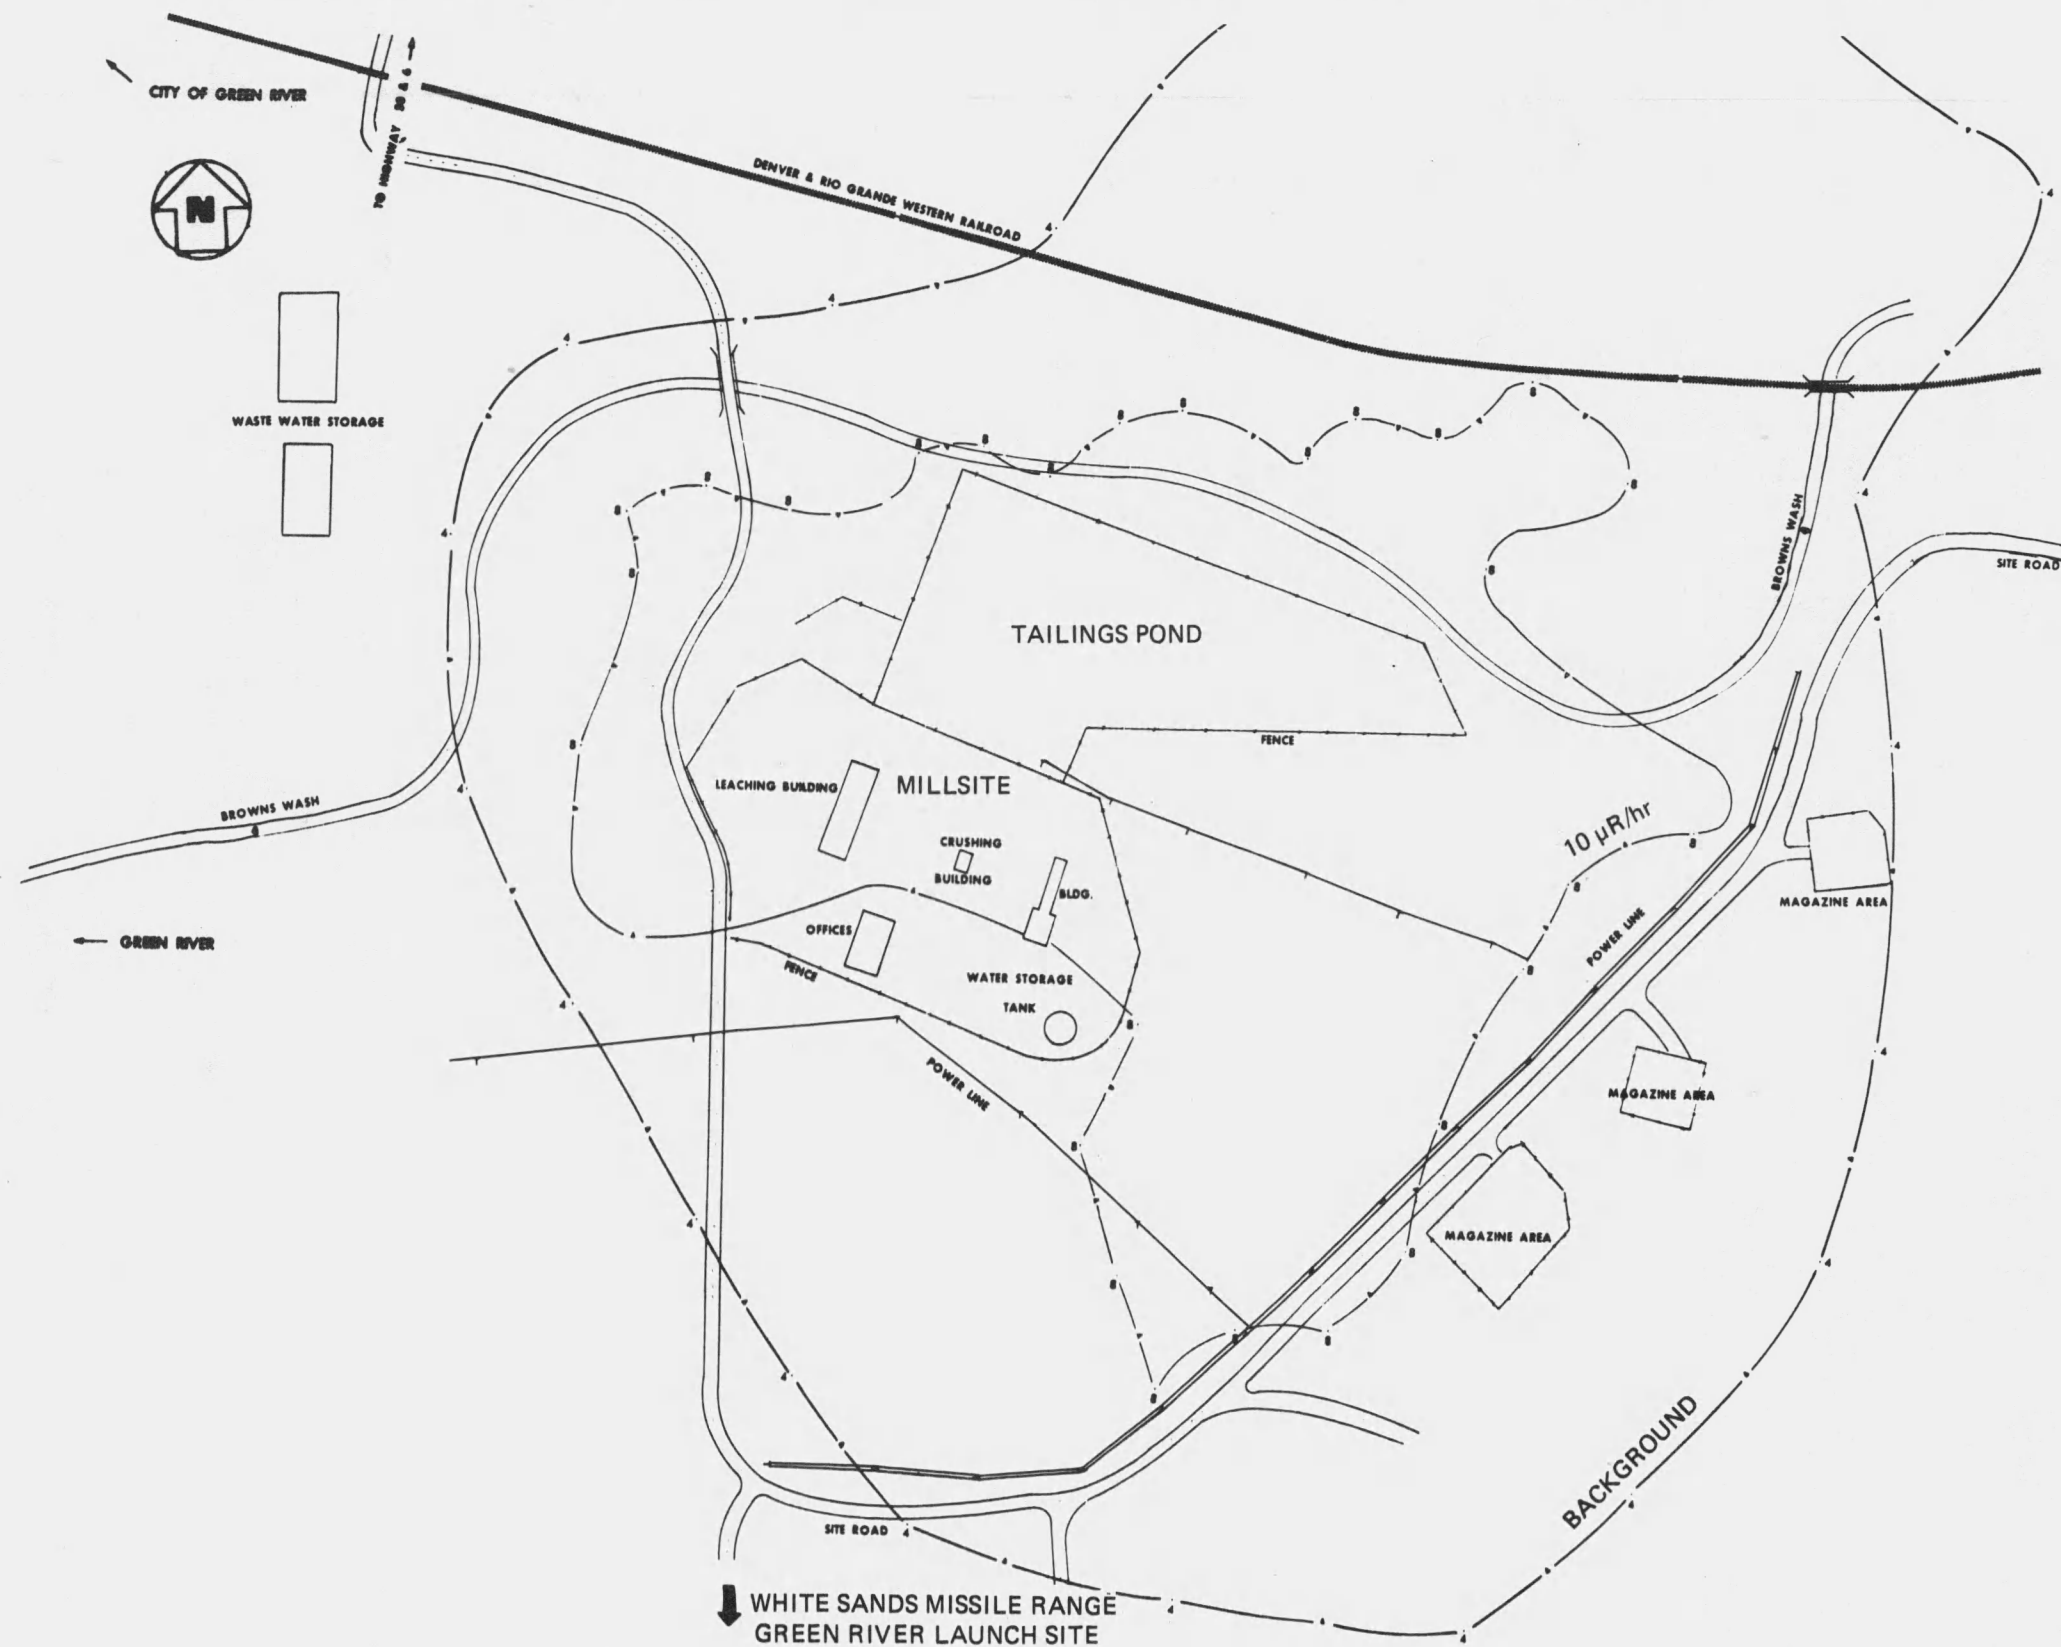 CITY OF GREEN RIVER
TO HIGHWAY 50 & 6
N
DENVER & RIO GRANDE WESTERN RAILROAD
WASTE WATER STORAGE
BROWNS WASH
SITE ROAD
TAILINGS POND
FENCE
LEACHING BUILDING
MILLSITE
CRUSHING
BUILDING
BLDG.
10 µR/hr
BROWNS WASH
MAGAZINE AREA
OFFICES
GREEN RIVER
FENCE
WATER STORAGE
TANK
POWER LINE
POWER LINE
MAGAZINE AREA
MAGAZINE AREA
BACKGROUND
SITE ROAD
WHITE SANDS MISSILE RANGE
GREEN RIVER LAUNCH SITE